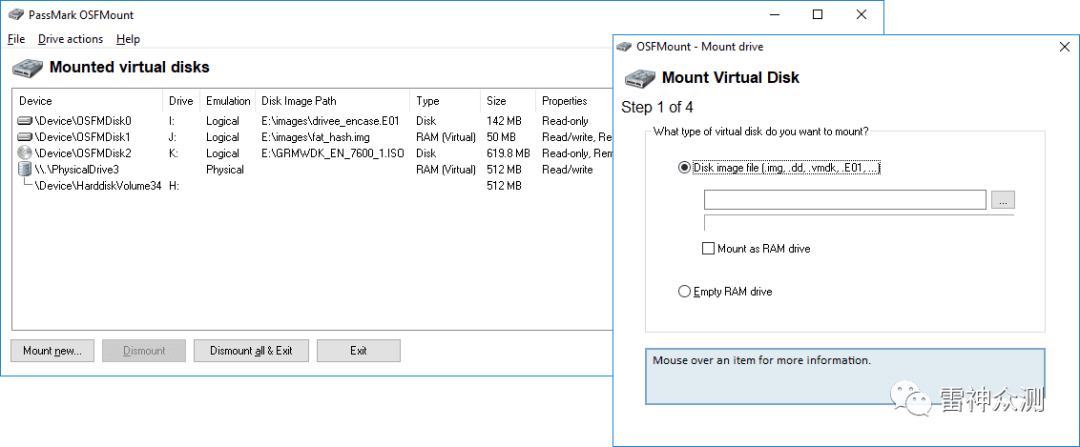 PassMark OSFMount
File Drive actions Help
Mounted virtual disks
Device Drive Emulation Disk Image Path Type Size Properties
\Device\OSFMDisk0 I: Logical E:\images\drivee_encase.E01 Disk 142 MB Read-only
\Device\OSFMDisk1 J: Logical E:\images\fat_hash.img RAM (Virtual) 50 MB Read/write, Re
\Device\OSFMDisk2 K: Logical E:\GRMWDK_EN_7600_1.ISO Disk 619.8 MB Read-only, Rem
\\.\PhysicalDrive3 Physical RAM (Virtual) 512 MB Read/write
\Device\HarddiskVolume34 H: 512 MB
Mount new... Dismount Dismount all & Exit Exit
OSFMount - Mount drive
Mount Virtual Disk
Step 1 of 4
What type of virtual disk do you want to mount?
Disk image file (.img, .dd, .vmdk, .E01, ...)
...
Mount as RAM drive
Empty RAM drive
Mouse over an item for more information.
雷神众测